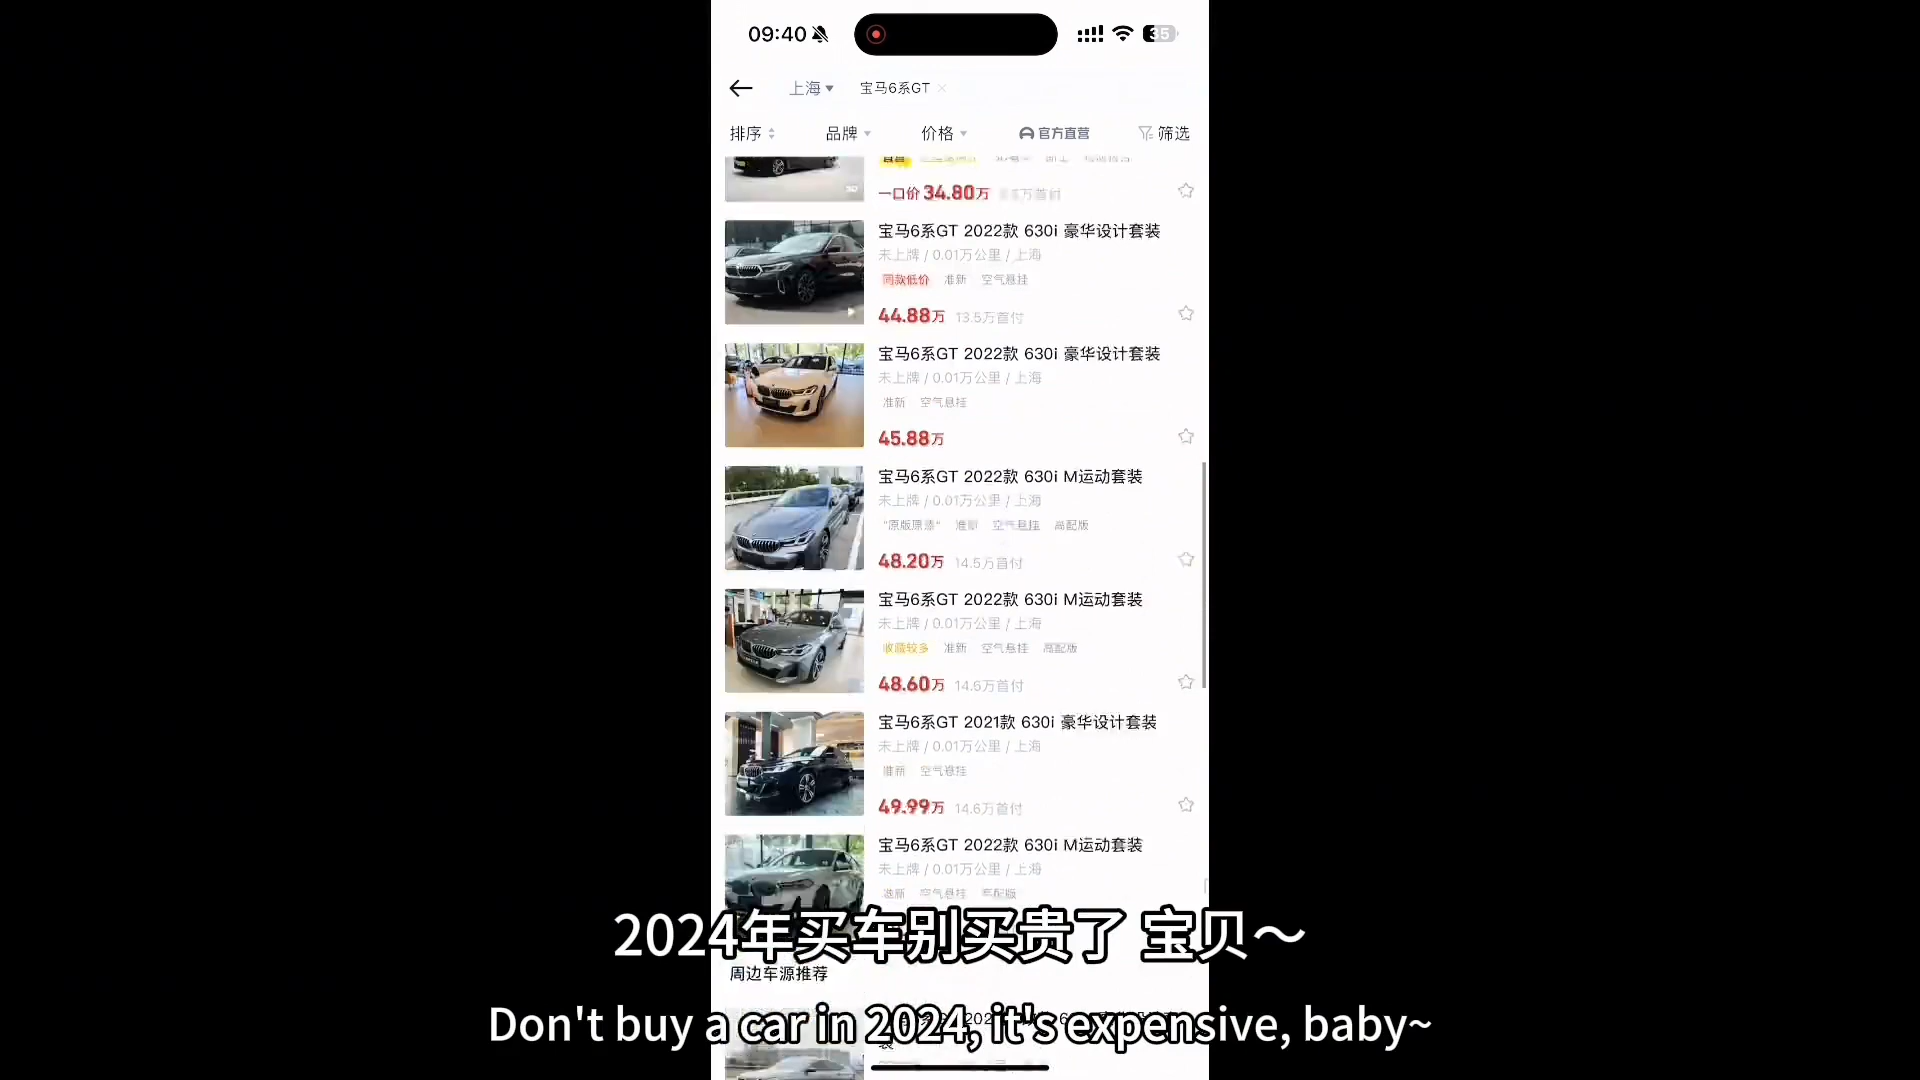 09:40
35
上海
宝马6系GT
排序
品牌
价格
官方直营
筛选
一口价 34.80万
宝马6系GT 2022款 630i 豪华设计套装
未上牌 / 0.01万公里 / 上海
同款低价 准新 空气悬挂
44.88万 13.5万首付
宝马6系GT 2022款 630i 豪华设计套装
未上牌 / 0.01万公里 / 上海
准新 空气悬挂
45.88万
宝马6系GT 2022款 630i M运动套装
未上牌 / 0.01万公里 / 上海
"原版原漆" 准新 空气悬挂 高配版
48.20万 14.5万首付
宝马6系GT 2022款 630i M运动套装
未上牌 / 0.01万公里 / 上海
收藏较多 准新 空气悬挂 高配版
48.60万 14.5万首付
宝马6系GT 2021款 630i 豪华设计套装
未上牌 / 0.01万公里 / 上海
准新 空气悬挂
49.99万 14.6万首付
宝马6系GT 2022款 630i M运动套装
未上牌 / 0.01万公里 / 上海
准新 空气悬挂 高配版
2024年买车别买贵了 宝贝～
周边车源推荐
Don't buy a car in 2024, it's expensive, baby~